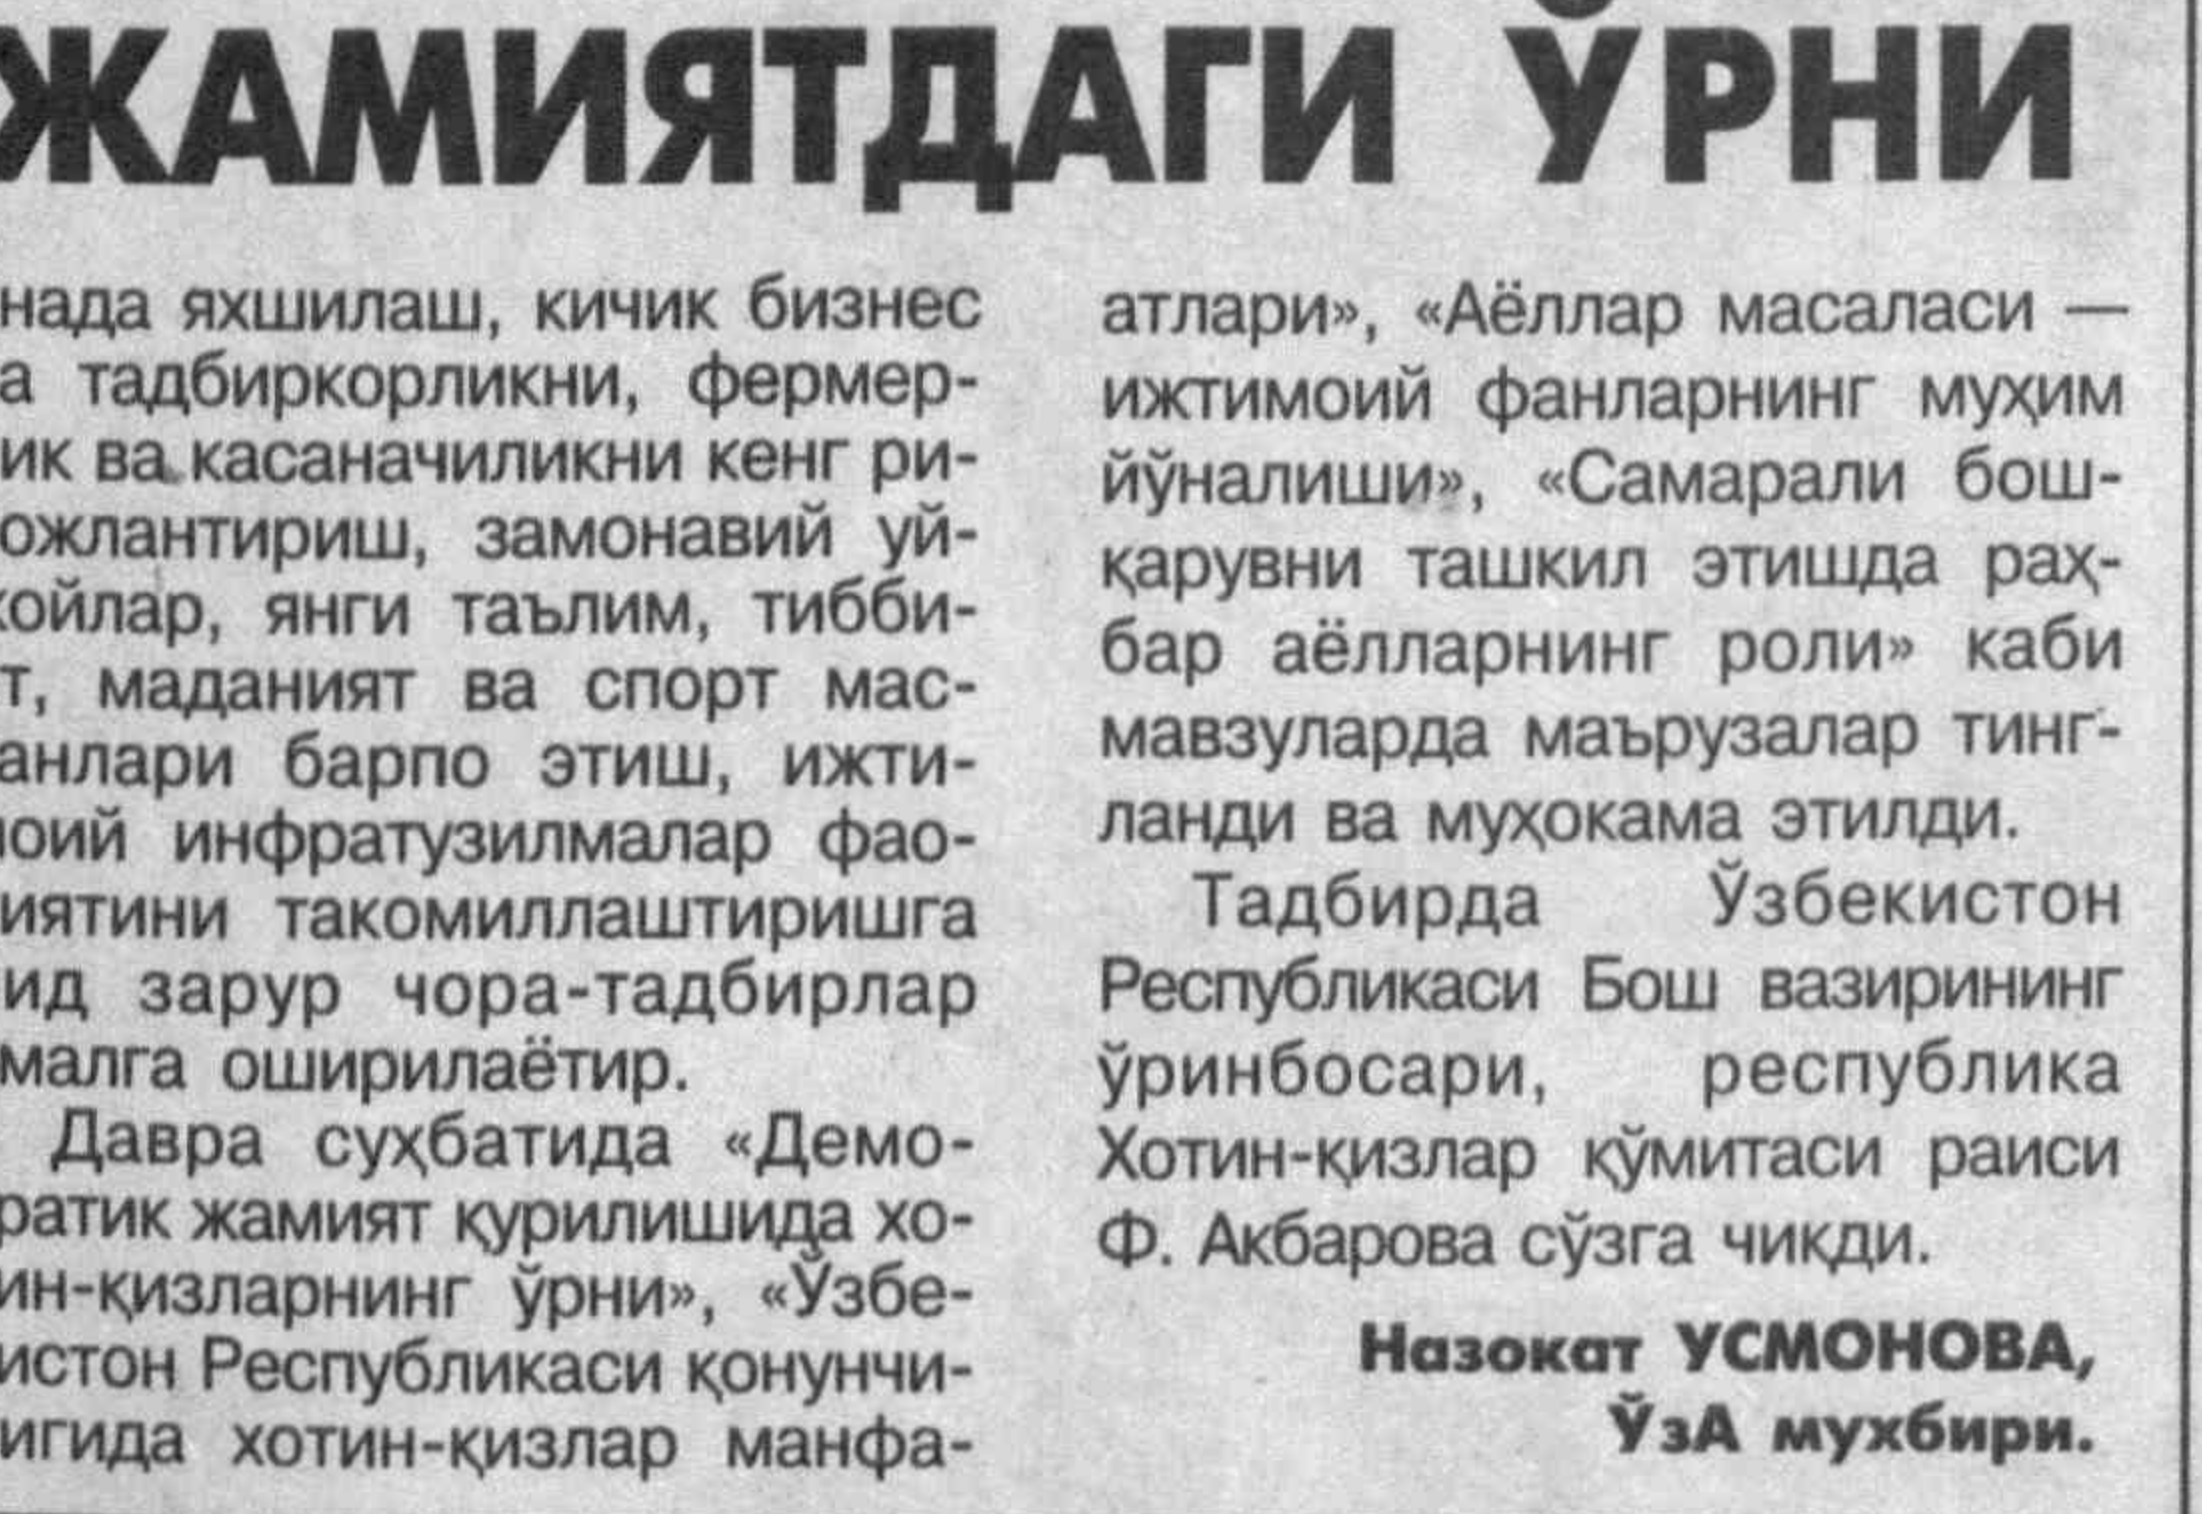 ЖАМИЯТДАГИ ЎРНИ
нада яхшилаш, кичик бизнес
а тадбиркорликни, фермер-
ик ва касаначиликни кенг ри-
ожлантириш, замонавий уй-
жойлар, янги таълим, тибби-
т, маданият ва спорт мас-
анлари барпо этиш, ижти-
моий инфратузилмалар фао-
иятини такомиллаштиришга
ид зарур чора-тадбирлар
малга оширилаётир.
Давра суҳбатида «Демо-
ратик жамият қурилишида хо-
ин-қизларнинг ўрни», «Ўзбе-
истон Республикаси қонунчи-
игида хотин-қизлар манфа-
атлари», «Аёллар масаласи —
ижтимоий фанларнинг муҳим
йўналиши», «Самарали бош-
қарувни ташкил этишда раҳ-
бар аёлларнинг роли» каби
мавзуларда маърузалар тинг-
ланди ва муҳокама этилди.
Тадбирда Ўзбекистон
Республикаси Бош вазирининг
ўринбосари, республика
Хотин-қизлар қўмитаси раиси
Ф. Акбарова сўзга чиқди.
Назокат УСМОНОВА,
ЎзА мухбири.